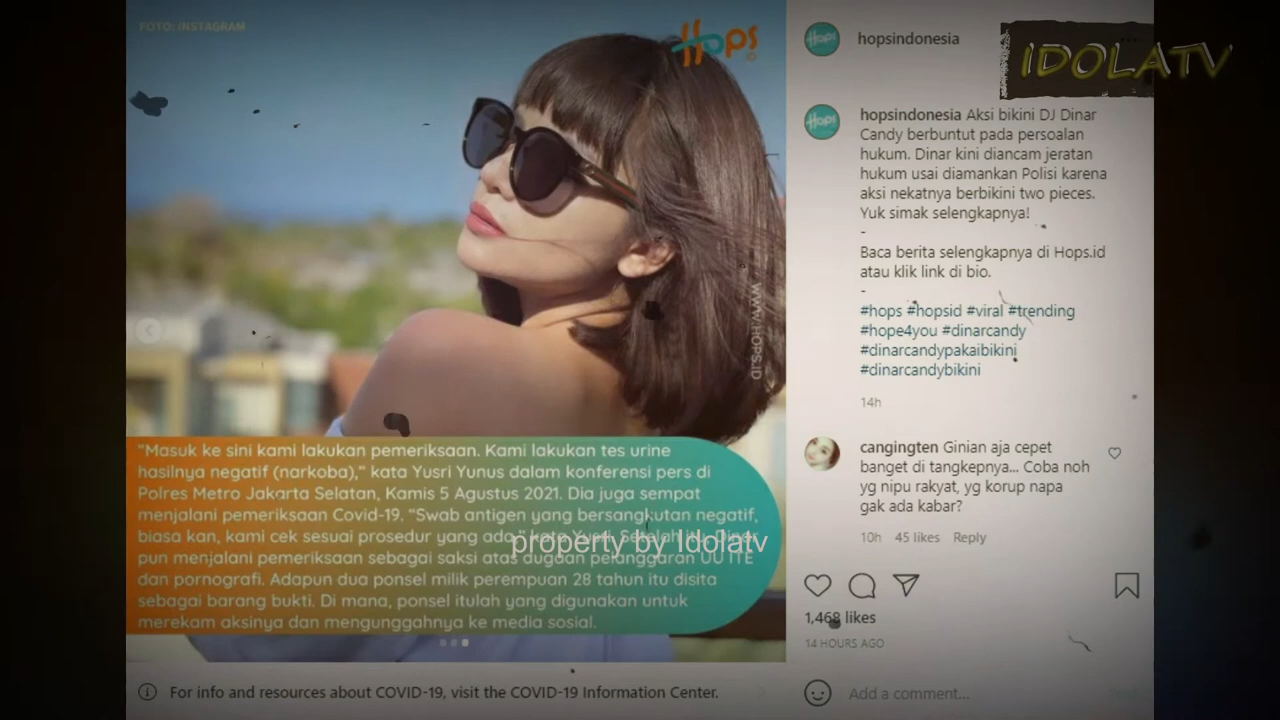 FOTO: INSTAGRAM
Hops
ID
WWW.HOPS.ID
"Masuk ke sini kami lakukan pemeriksaan. Kami lakukan tes urine
hasilnya negatif (narkoba)," kata Yusri Yunus dalam konferensi pers di
Polres Metro Jakarta Selatan, Kamis 5 Agustus 2021. Dia juga sempat
menjalani pemeriksaan Covid-19. "Swab antigen yang bersangkutan negatif,
biasa kan, kami cek sesuai prosedur yang ada," kata Yusri. Setelah itu, Dinar
pun menjalani pemeriksaan sebagai saksi atas dugaan pelanggaran UU ITE
dan pornografi. Adapun dua ponsel milik perempuan 28 tahun itu disita
sebagai barang bukti. Di mana, ponsel itulah yang digunakan untuk
merekam aksinya dan mengunggahnya ke media sosial.
property by Idolatv
For info and resources about COVID-19, visit the COVID-19 Information Center.
Hops
hopsindonesia
IDOLATV
Hops
hopsindonesia Aksi bikini DJ Dinar
Candy berbuntut pada persoalan
hukum. Dinar kini diancam jeratan
hukum usai diamankan Polisi karena
aksi nekatnya berbikini two pieces.
Yuk simak selengkapnya!
-
Baca berita selengkapnya di Hops.id
atau klik link di bio.
-
#hops #hopsid #viral #trending
#hope4you #dinarcandy
#dinarcandypakaibikini
#dinarcandybikini
14h
cangingten Ginian aja cepet
banget di tangkepnya... Coba noh
yg nipu rakyat, yg korup napa
gak ada kabar?
10h 45 likes Reply
1,468 likes
14 HOURS AGO
Add a comment...